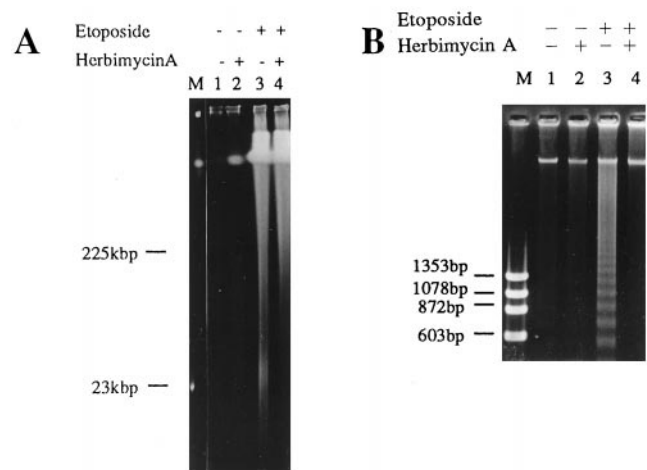 A
Etoposide - - + +
HerbimycinA - + - +
M 1 2 3 4
225kbp
23kbp
B
Etoposide - - + +
Herbimycin A - + - +
M 1 2 3 4
1353bp
1078bp
872bp
603bp